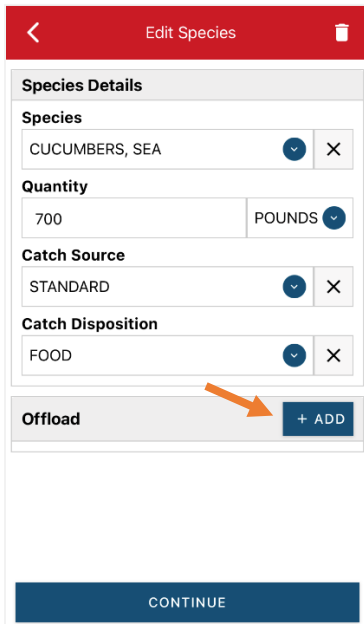 Edit Species
Species Details
Species
CUCUMBERS, SEA
Quantity
700 POUNDS
Catch Source
STANDARD
Catch Disposition
FOOD
Offload + ADD
CONTINUE